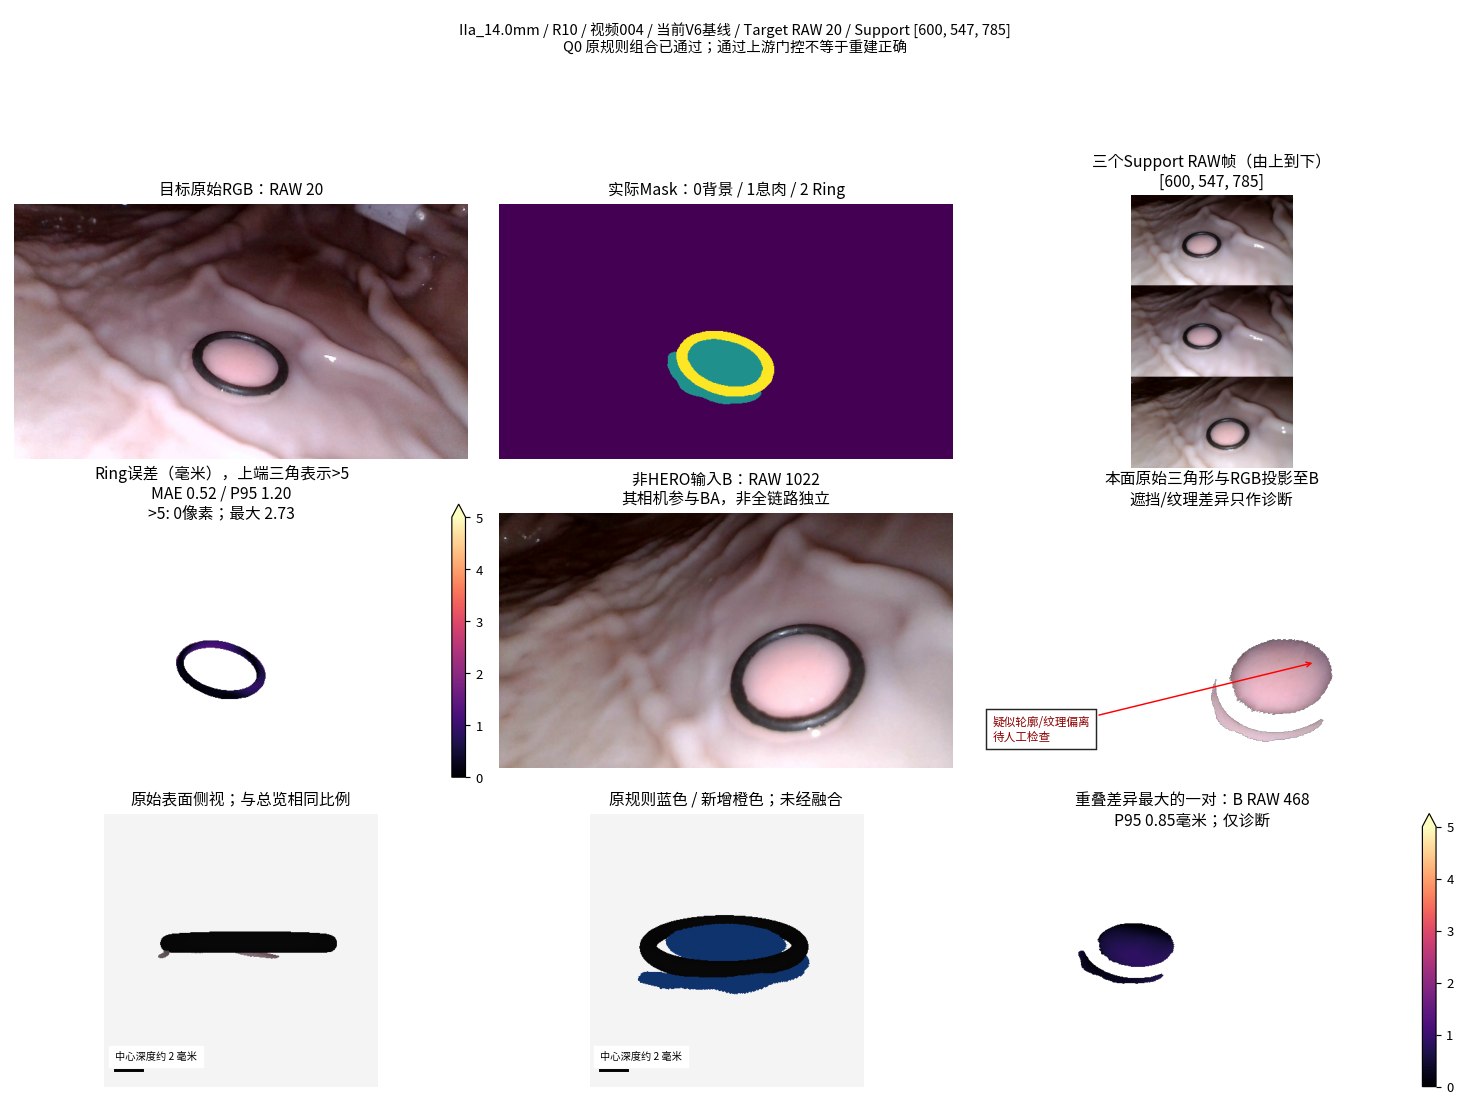 IIa_14.0mm / R10 / 视频004 / 当前V6基线 / Target RAW 20 / Support [600, 547, 785]
Q0 原规则组合已通过；通过上游门控不等于重建正确
目标原始RGB：RAW 20
实际Mask：0背景 / 1息肉 / 2 Ring
三个Support RAW帧（由上到下）
[600, 547, 785]
Ring误差（毫米），上端三角表示>5
MAE 0.52 / P95 1.20
>5: 0像素；最大 2.73
5
4
3
2
1
0
非HERO输入B：RAW 1022
其相机参与BA，非全链路独立
本面原始三角形与RGB投影至B
遮挡/纹理差异只作诊断
疑似轮廓/纹理偏离
待人工检查
原始表面侧视；与总览相同比例
中心深度约 2 毫米
原规则蓝色 / 新增橙色；未经融合
中心深度约 2 毫米
重叠差异最大的一对：B RAW 468
P95 0.85毫米；仅诊断
5
4
3
2
1
0